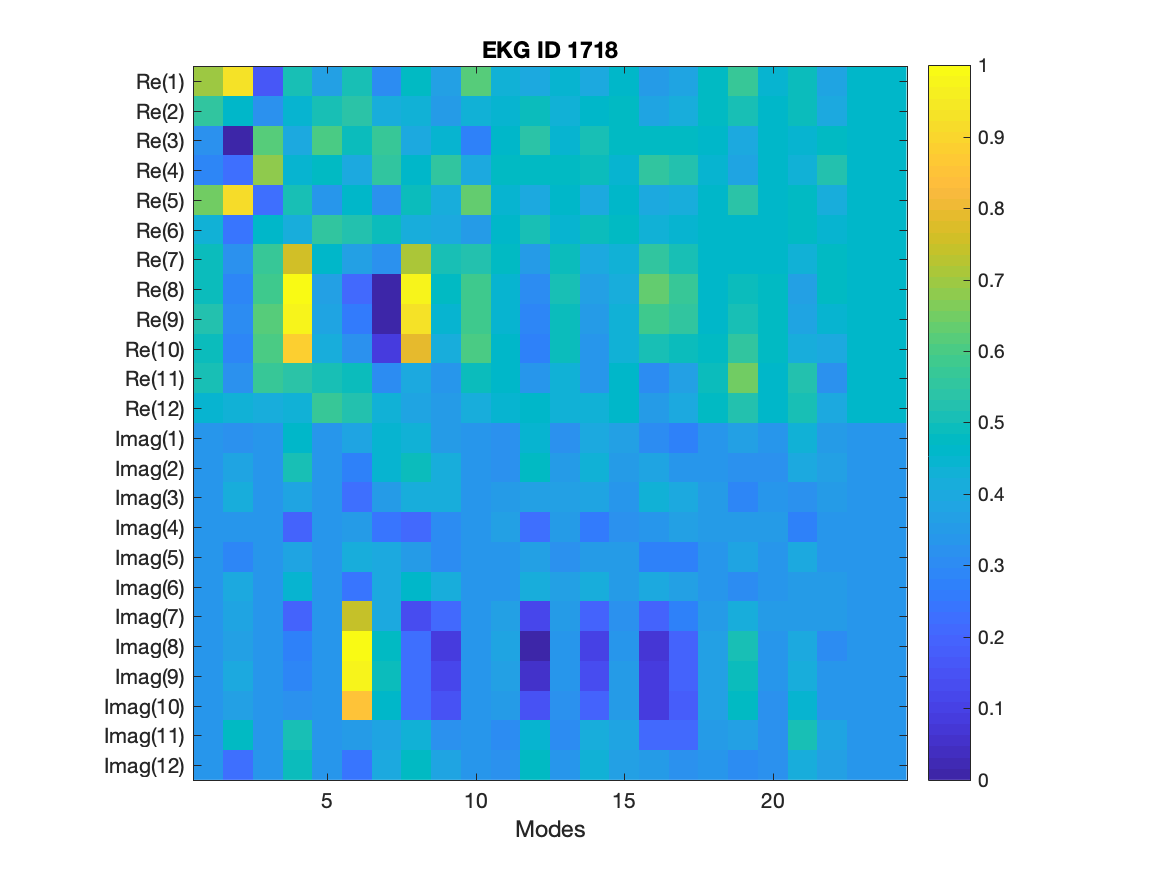 EKG ID 1718
Re(1)
Re(2)
Re(3)
Re(4)
Re(5)
Re(6)
Re(7)
Re(8)
Re(9)
Re(10)
Re(11)
Re(12)
Imag(1)
Imag(2)
Imag(3)
Imag(4)
Imag(5)
Imag(6)
Imag(7)
Imag(8)
Imag(9)
Imag(10)
Imag(11)
Imag(12)
5 10 15 20
Modes
1
0.9
0.8
0.7
0.6
0.5
0.4
0.3
0.2
0.1
0